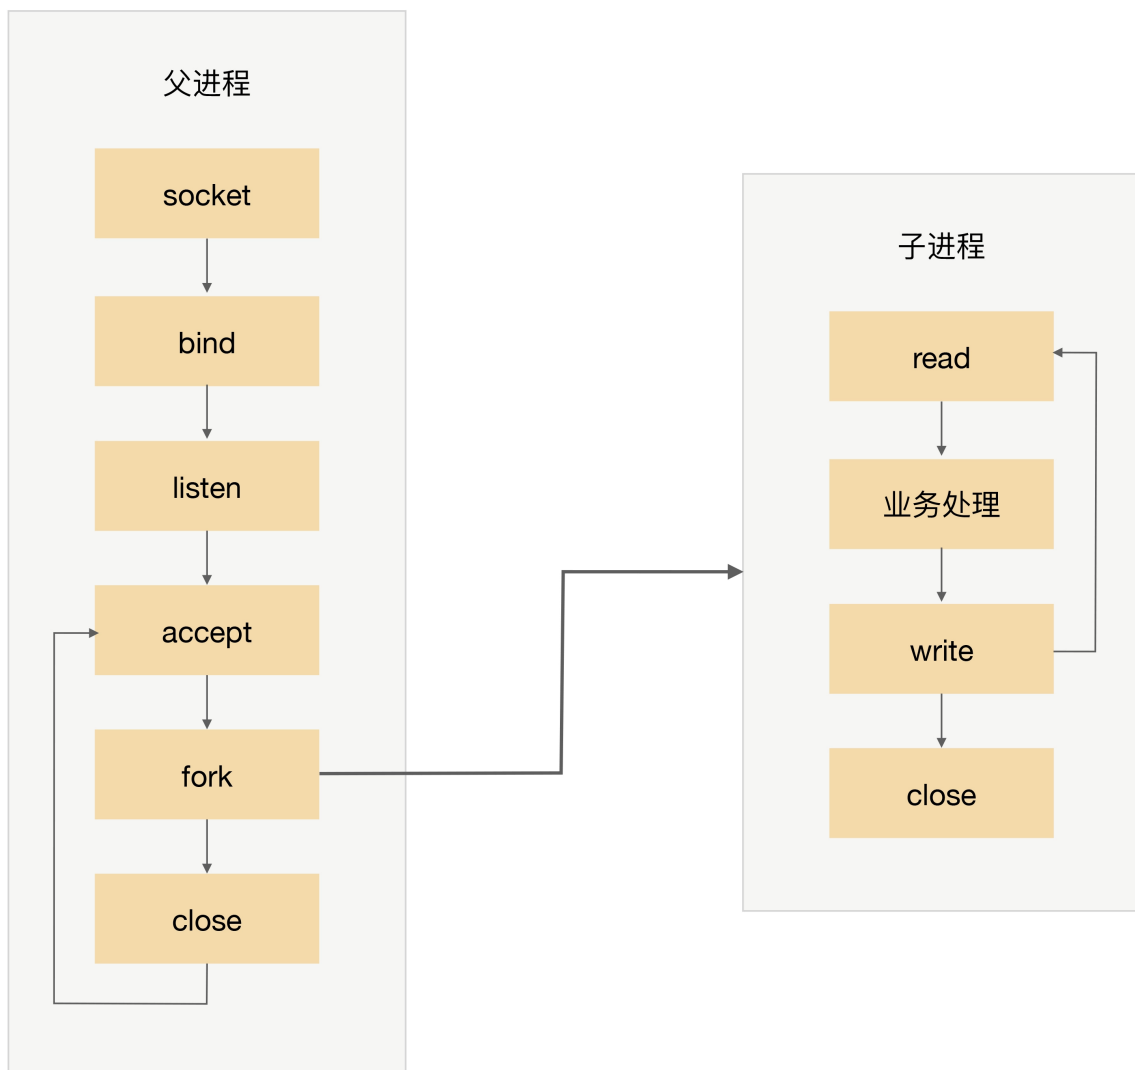 父进程
socket
bind
listen
accept
fork
close
子进程
read
业务处理
write
close